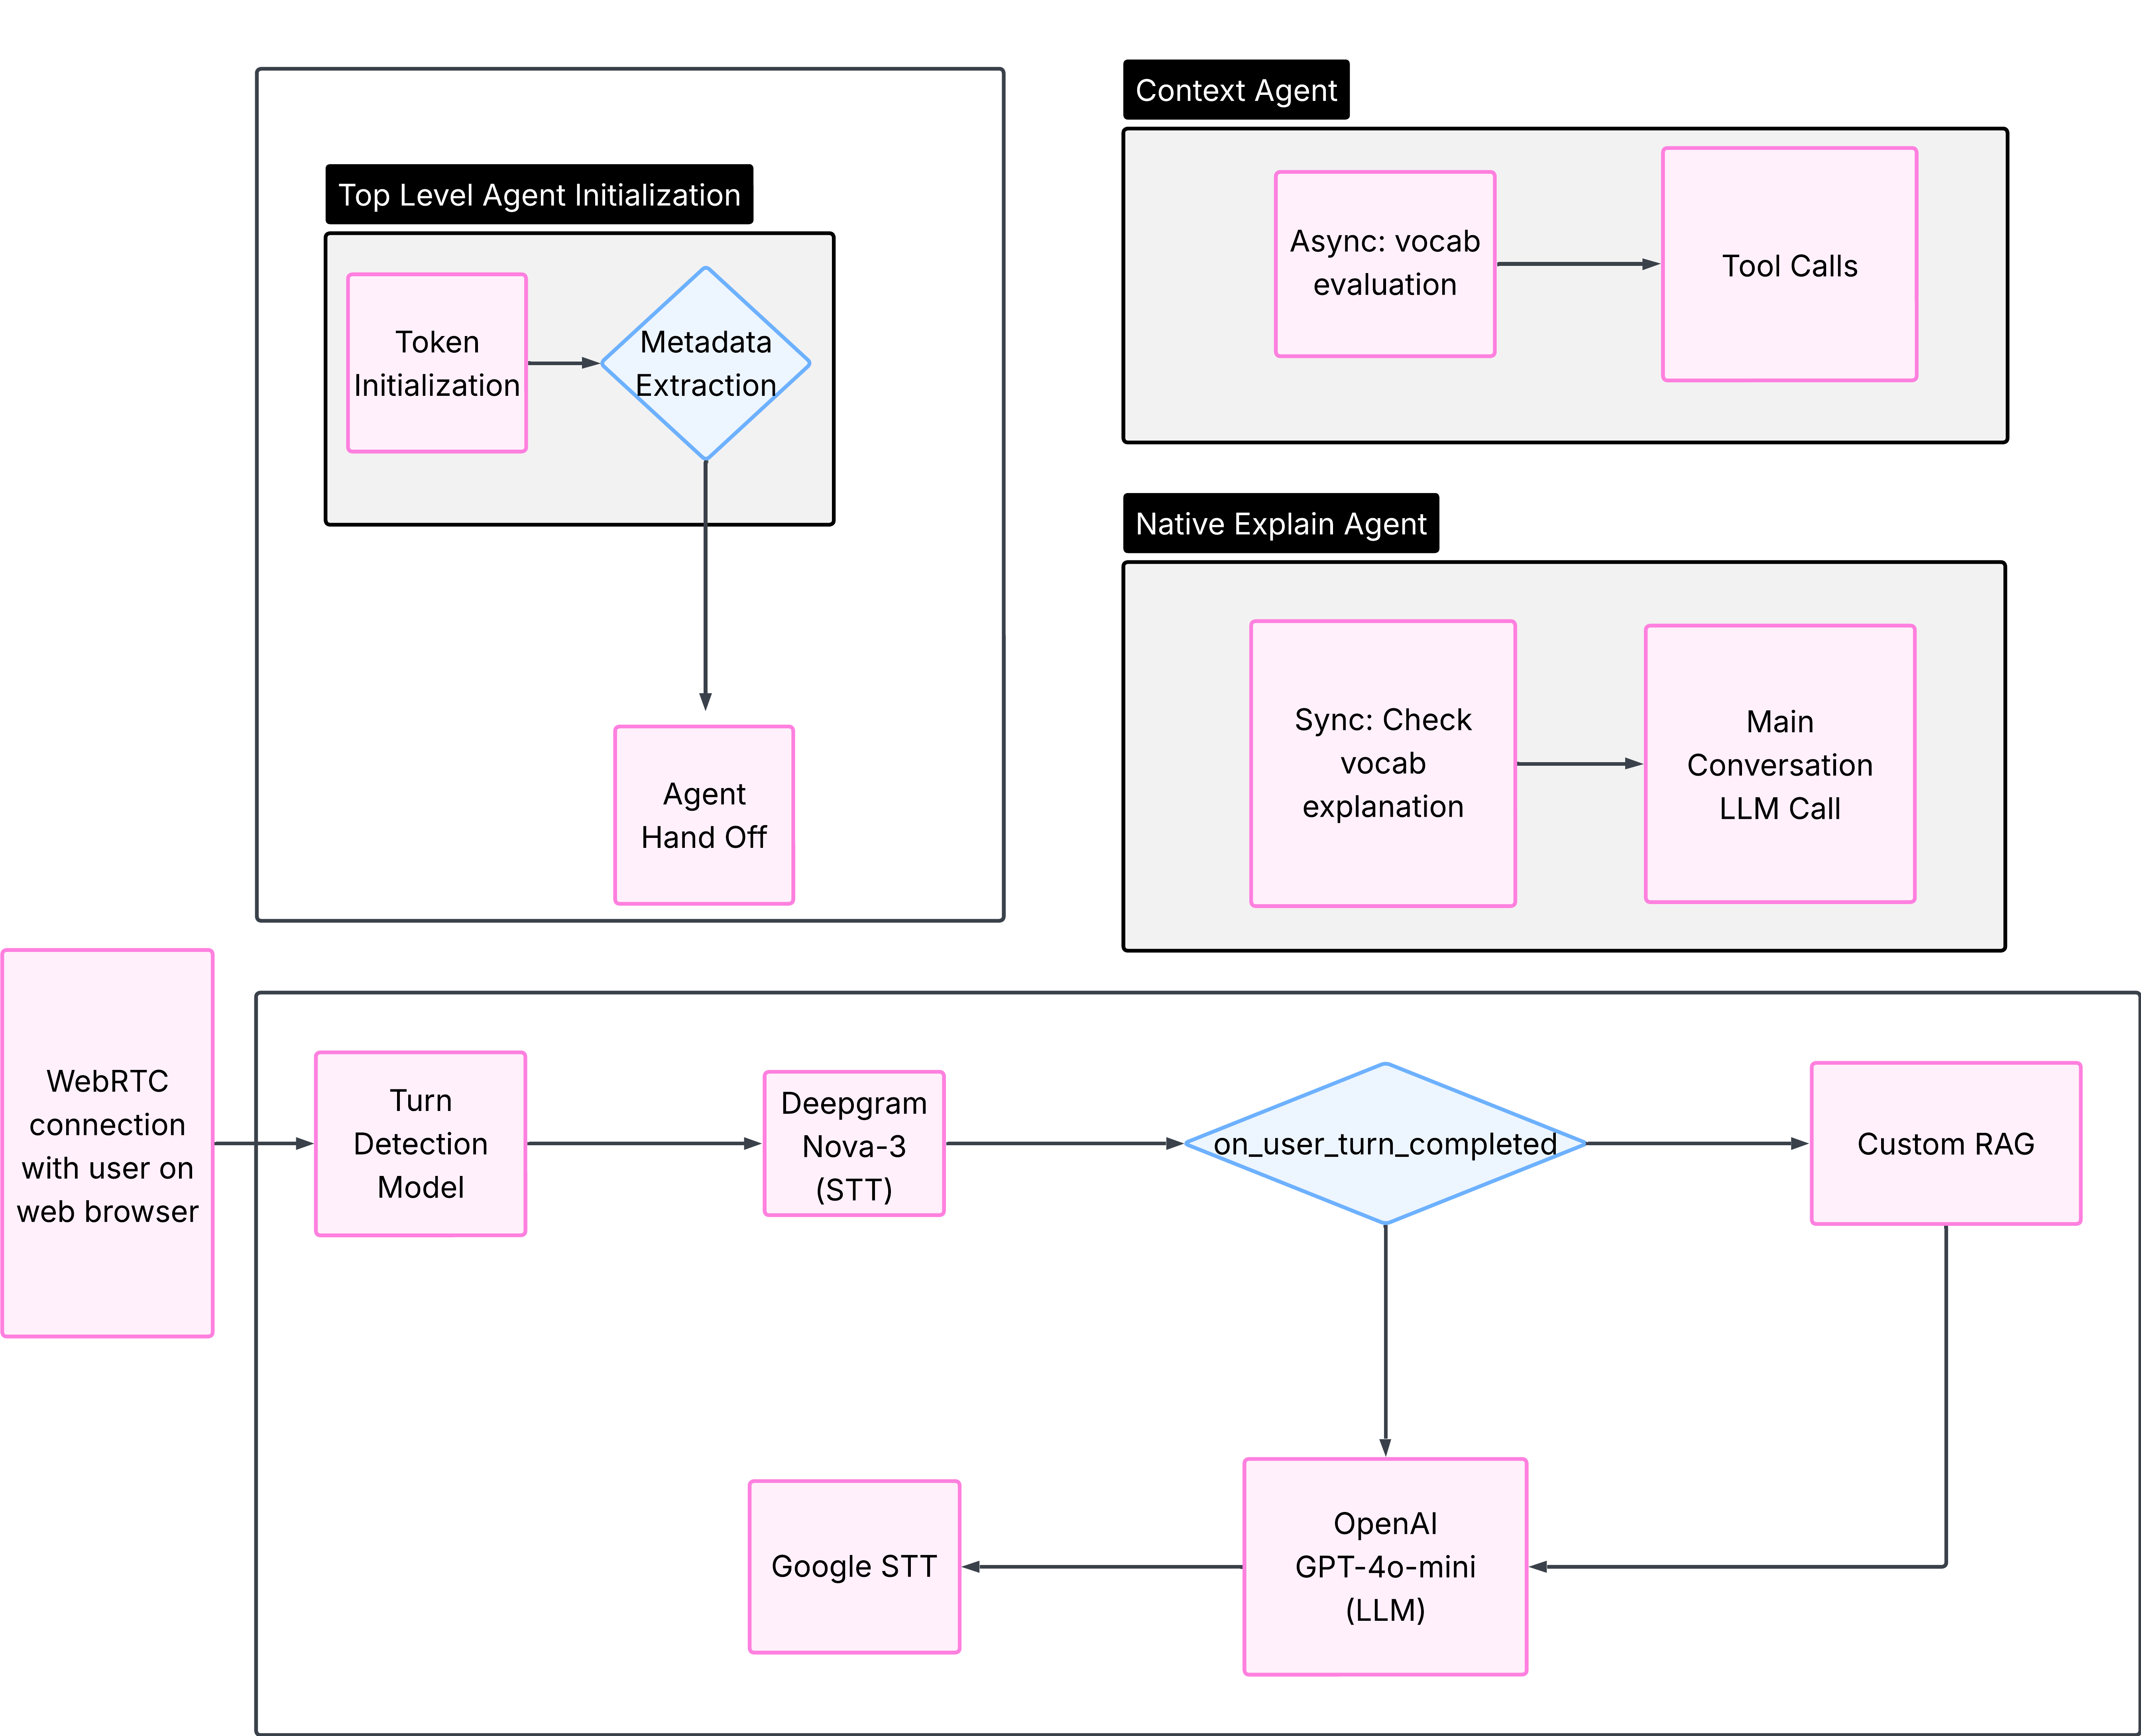 Top Level Agent Initialization
Token
Initialization
Metadata
Extraction
Agent
Hand Off
Context Agent
Async: vocab
evaluation
Tool Calls
Native Explain Agent
Sync: Check
vocab
explanation
Main
Conversation
LLM Call
WebRTC
connection
with user on
web browser
Turn
Detection
Model
Deepgram
Nova-3
(STT)
on_user_turn_completed
Custom RAG
Google STT
OpenAI
GPT-4o-mini
(LLM)